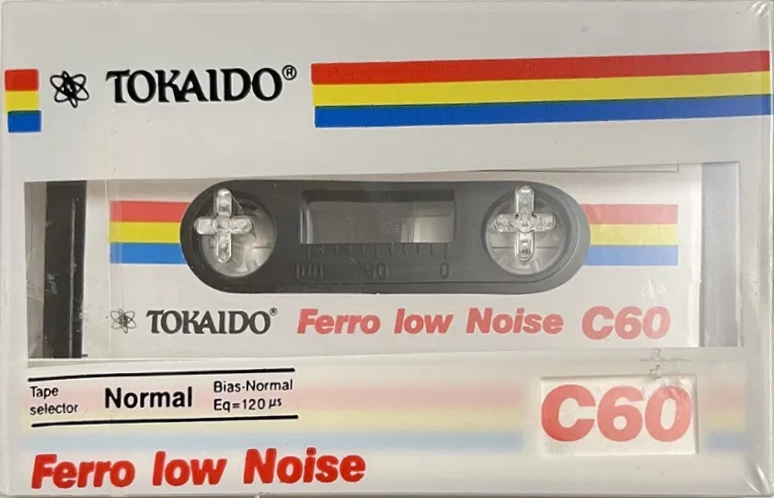 TOKAIDO®
100 50 0
TOKAIDO® Ferro low Noise C60
Tape selector Normal Bias-Normal
Eq=120 µs
C60
Ferro low Noise